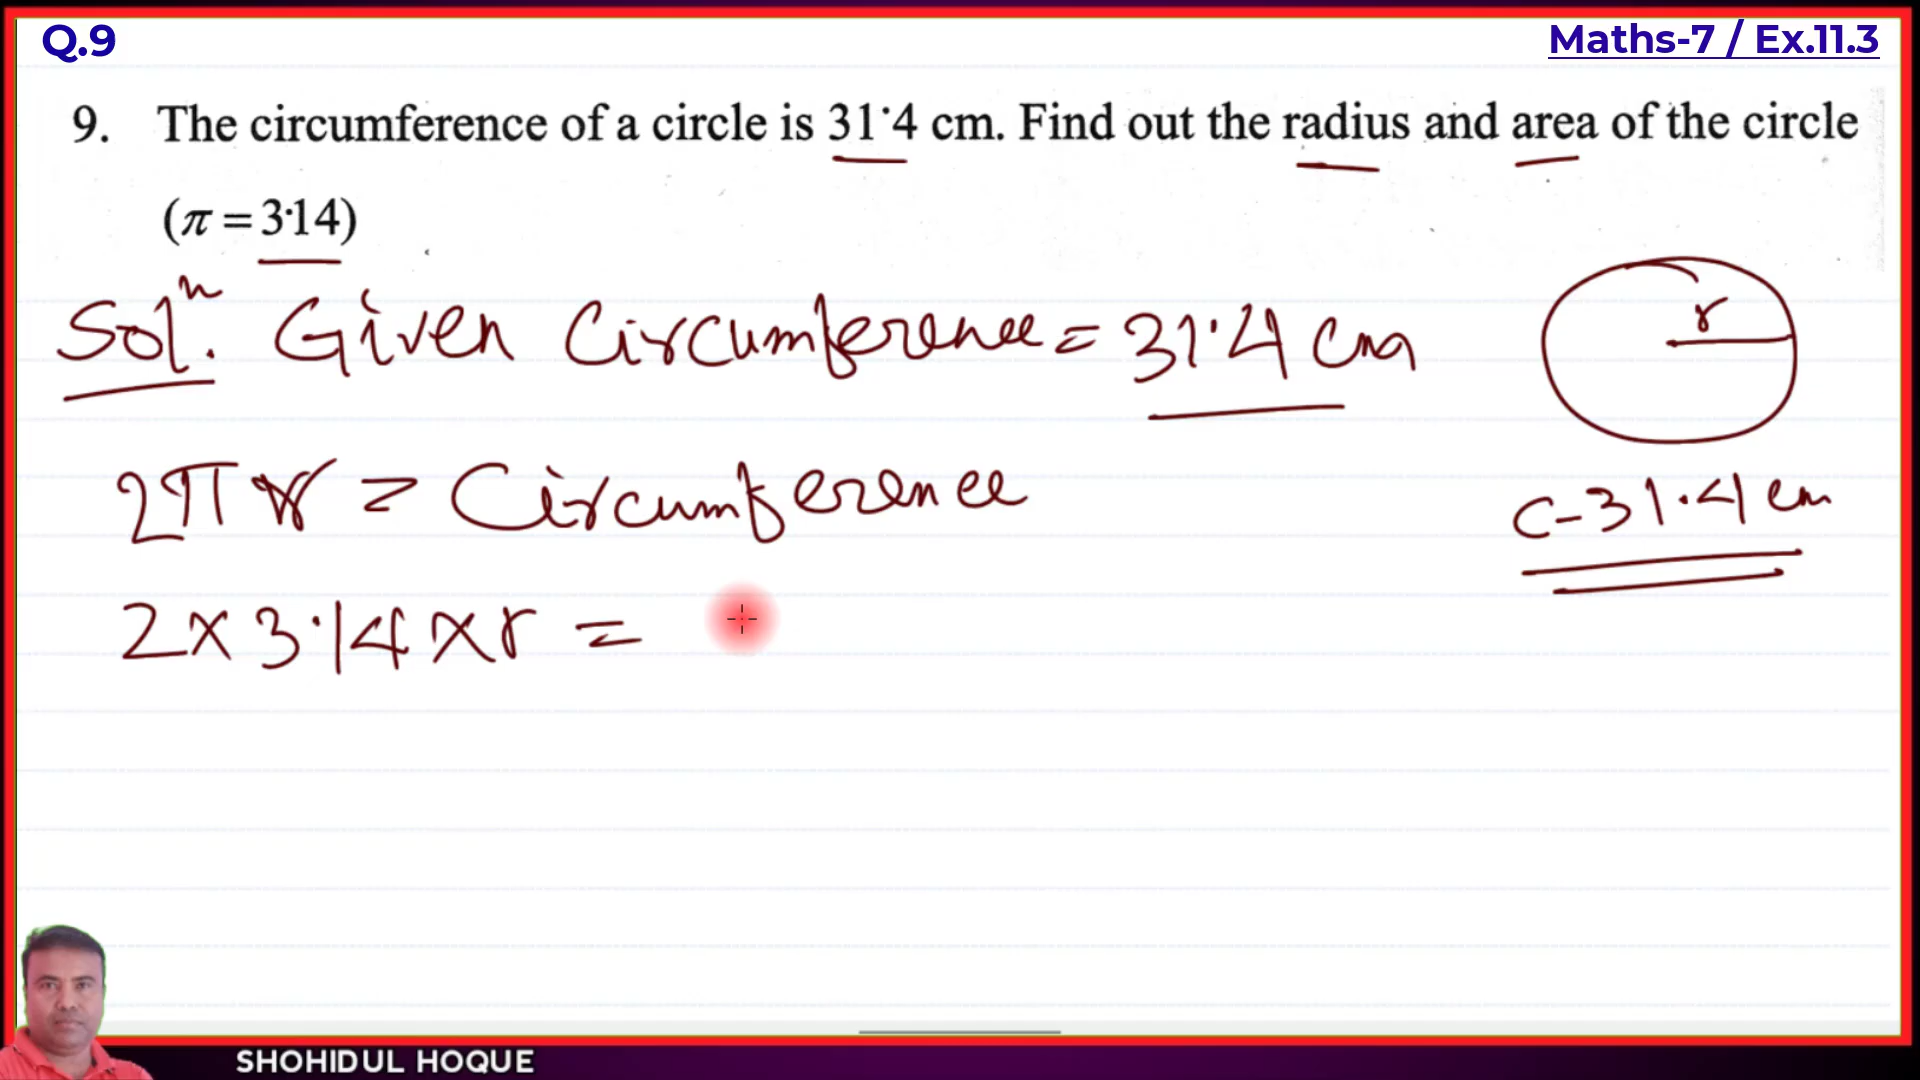 Q.9
Maths-7 / Ex.11.3
9. The circumference of a circle is 31·4 cm. Find out the radius and area of the circle
(π = 3·14)
Solⁿ. Given Circumference = 31·4 cm
r
2πr = Circumference
C-31.4 cm
2×3·14×r =
SHOHIDUL HOQUE